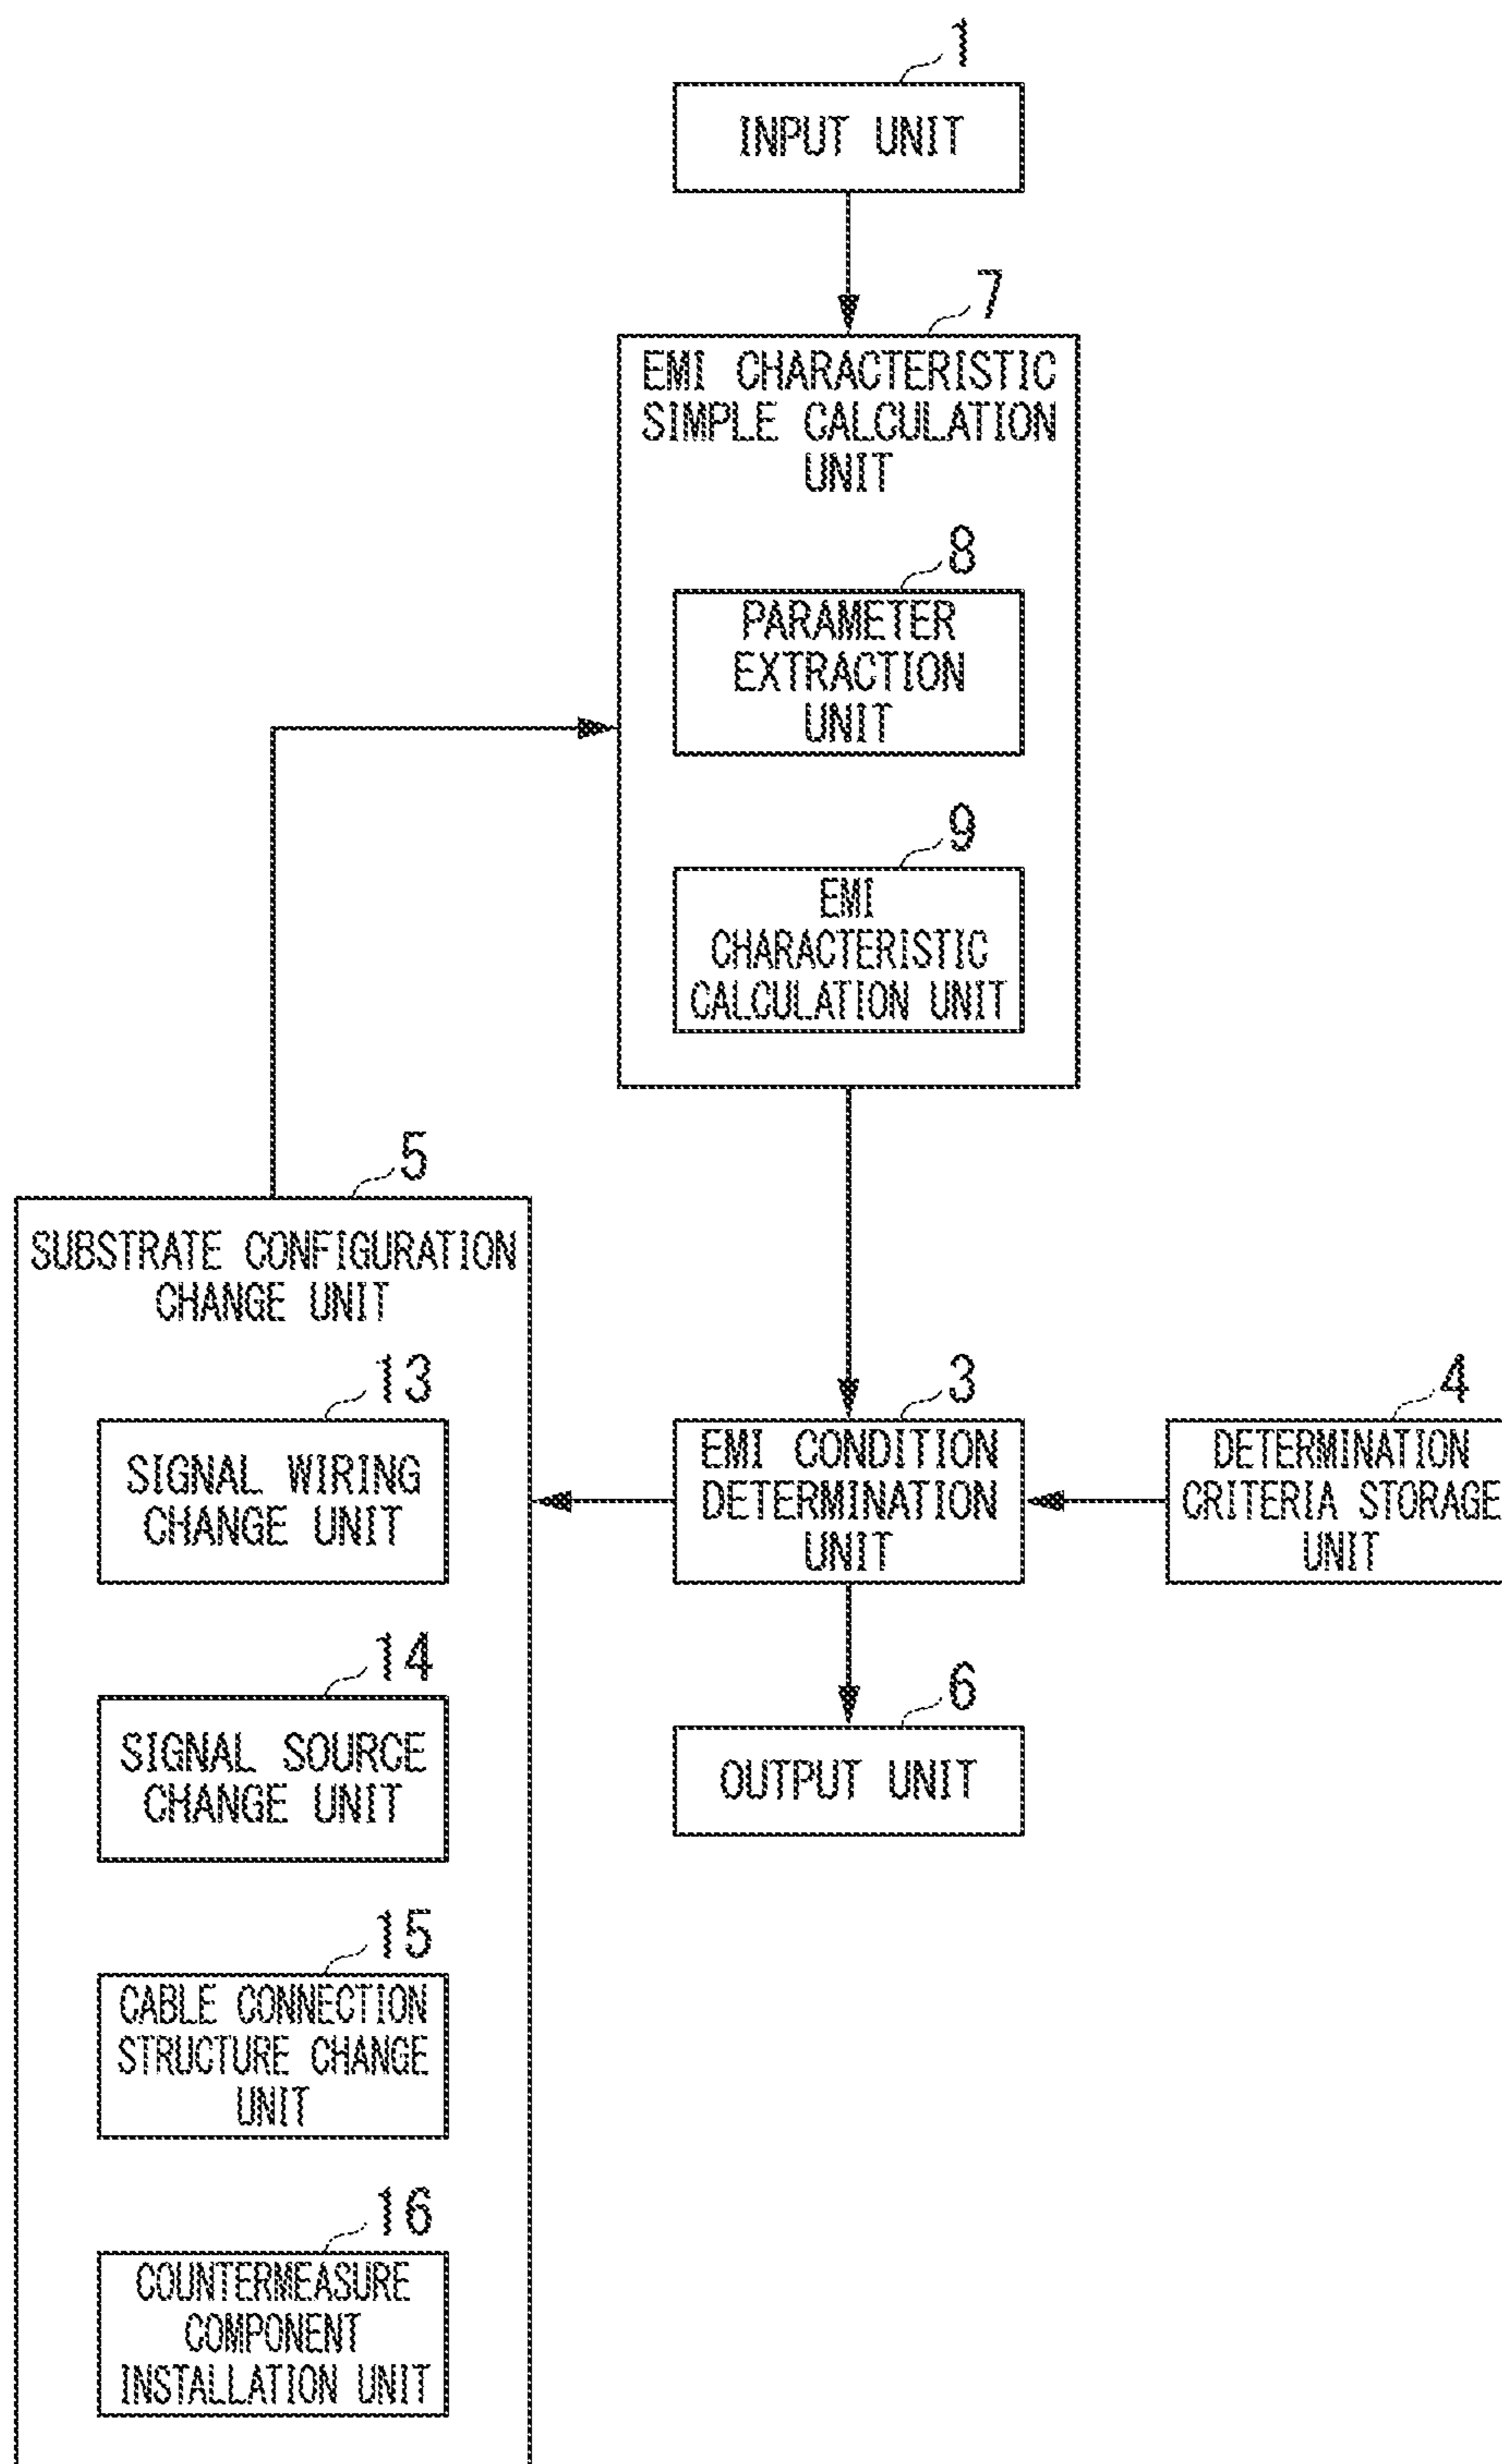 1
INPUT UNIT
7
EMI CHARACTERISTIC
SIMPLE CALCULATION
UNIT
8
PARAMETER
EXTRACTION
UNIT
9
EMI
CHARACTERISTIC
CALCULATION UNIT
5
SUBSTRATE CONFIGURATION
CHANGE UNIT
13
SIGNAL WIRING
CHANGE UNIT
14
SIGNAL SOURCE
CHANGE UNIT
15
CABLE CONNECTION
STRUCTURE CHANGE
UNIT
16
COUNTERMEASURE
COMPONENT
INSTALLATION UNIT
3
EMI CONDITION
DETERMINATION
UNIT
4
DETERMINATION
CRITERIA STORAGE
UNIT
6
OUTPUT UNIT